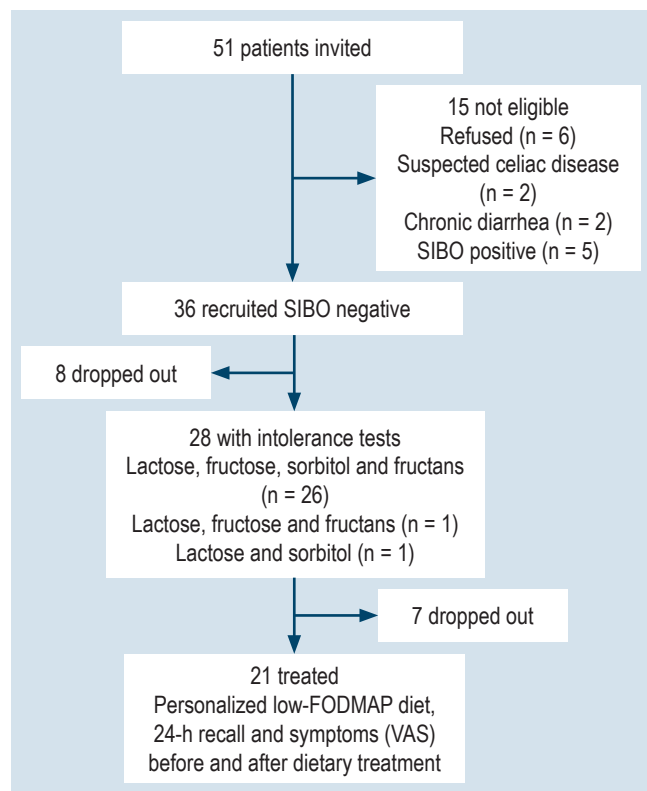 51 patients invited
15 not eligible
Refused (n = 6)
Suspected celiac disease
(n = 2)
Chronic diarrhea (n = 2)
SIBO positive (n = 5)
36 recruited SIBO negative
8 dropped out
28 with intolerance tests
Lactose, fructose, sorbitol and fructans
(n = 26)
Lactose, fructose and fructans (n = 1)
Lactose and sorbitol (n = 1)
7 dropped out
21 treated
Personalized low-FODMAP diet,
24-h recall and symptoms (VAS)
before and after dietary treatment